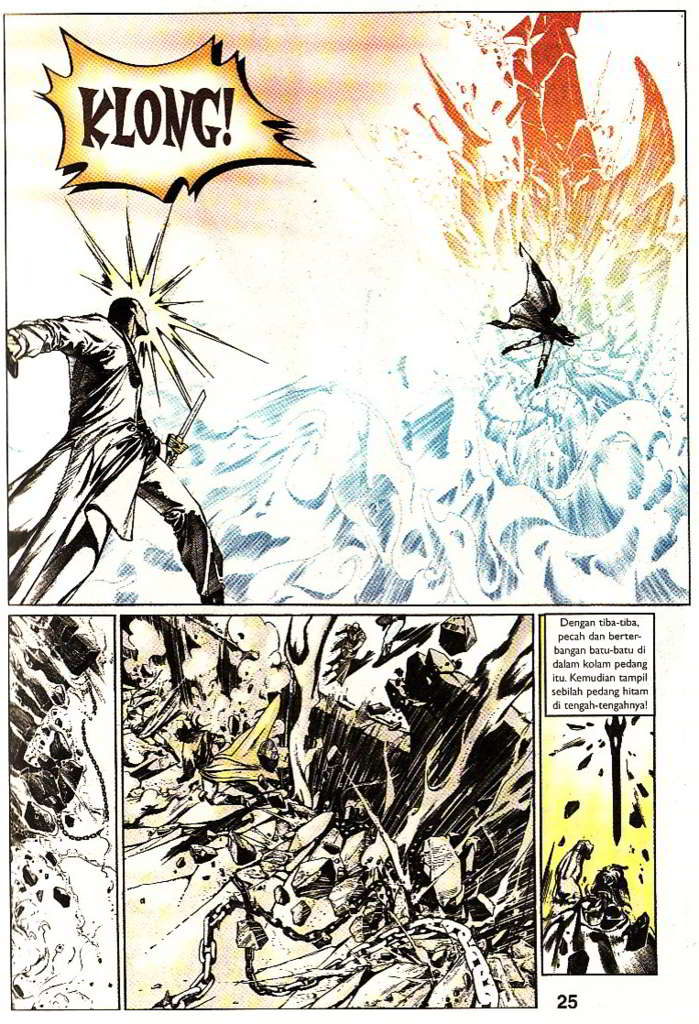 KLONG!
Dengan tiba-tiba,
pecah dan berter-
bangan batu-batu di
dalam kolam pedang
itu. Kemudian tampil
sebilah pedang hitam
di tengah-tengahnya!
25